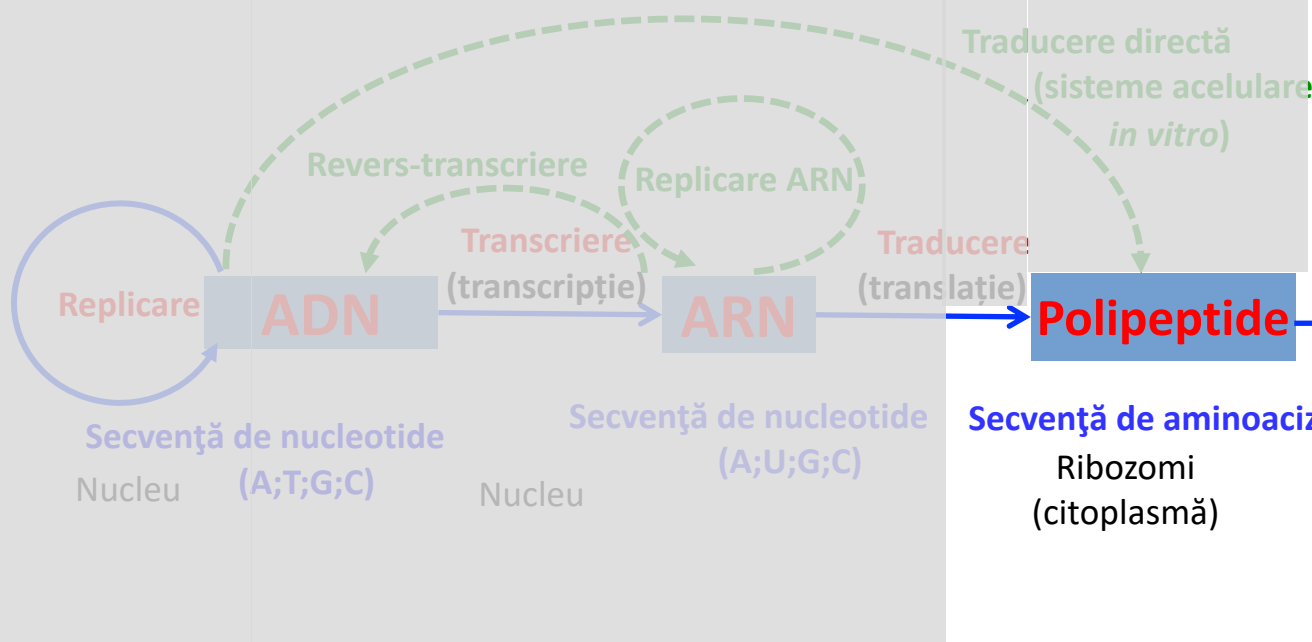 Traducere directă
(sisteme acelulare
in vitro)
Revers-transcriere
Replicare ARN
Transcriere
(transcripție)
Traducere
(translație)
Replicare
ADN
ARN
Polipeptide
Secvenţă de nucleotide
(A;T;G;C)
Nucleu
Secvenţă de nucleotide
(A;U;G;C)
Nucleu
Secvenţă de aminoaciz
Ribozomi
(citoplasmă)